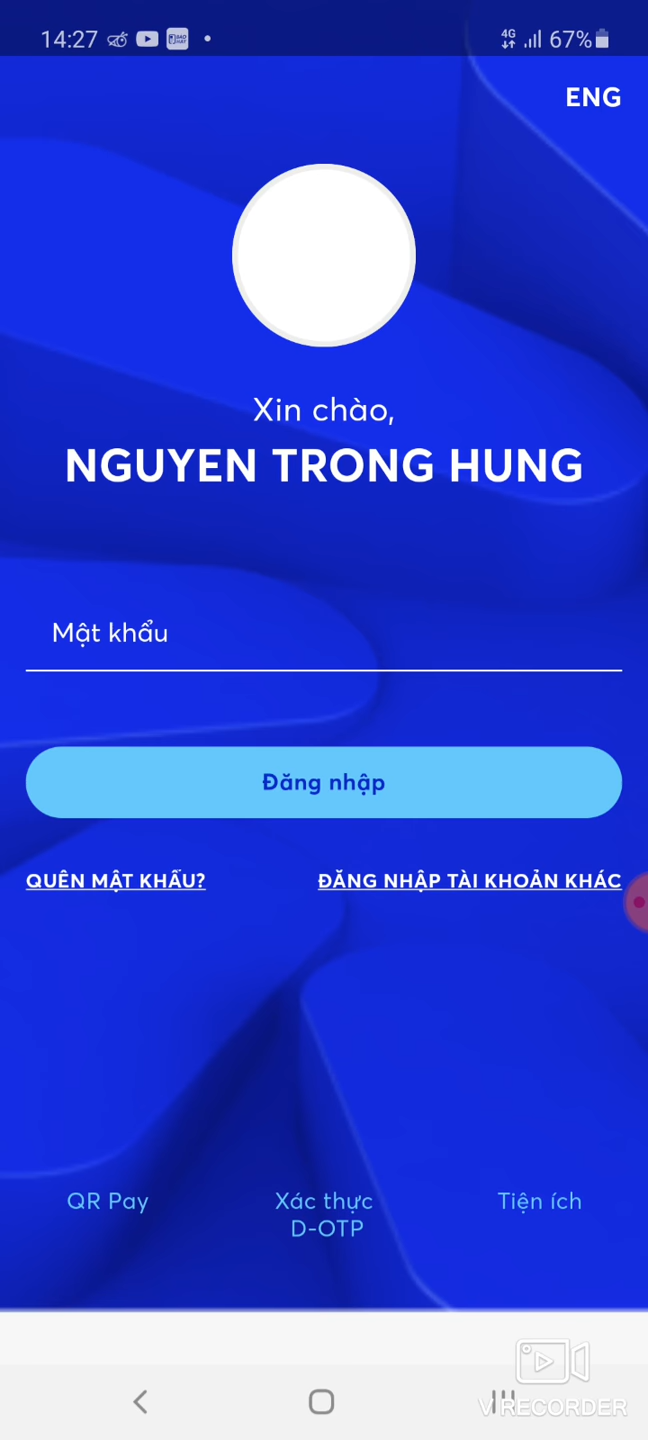 14:27
4G
67%
ENG
Xin chào,
NGUYEN TRONG HUNG
Mật khẩu
Đăng nhập
QUÊN MẬT KHẨU?
ĐĂNG NHẬP TÀI KHOẢN KHÁC
QR Pay
Xác thực
D-OTP
Tiện ích
V RECORDER